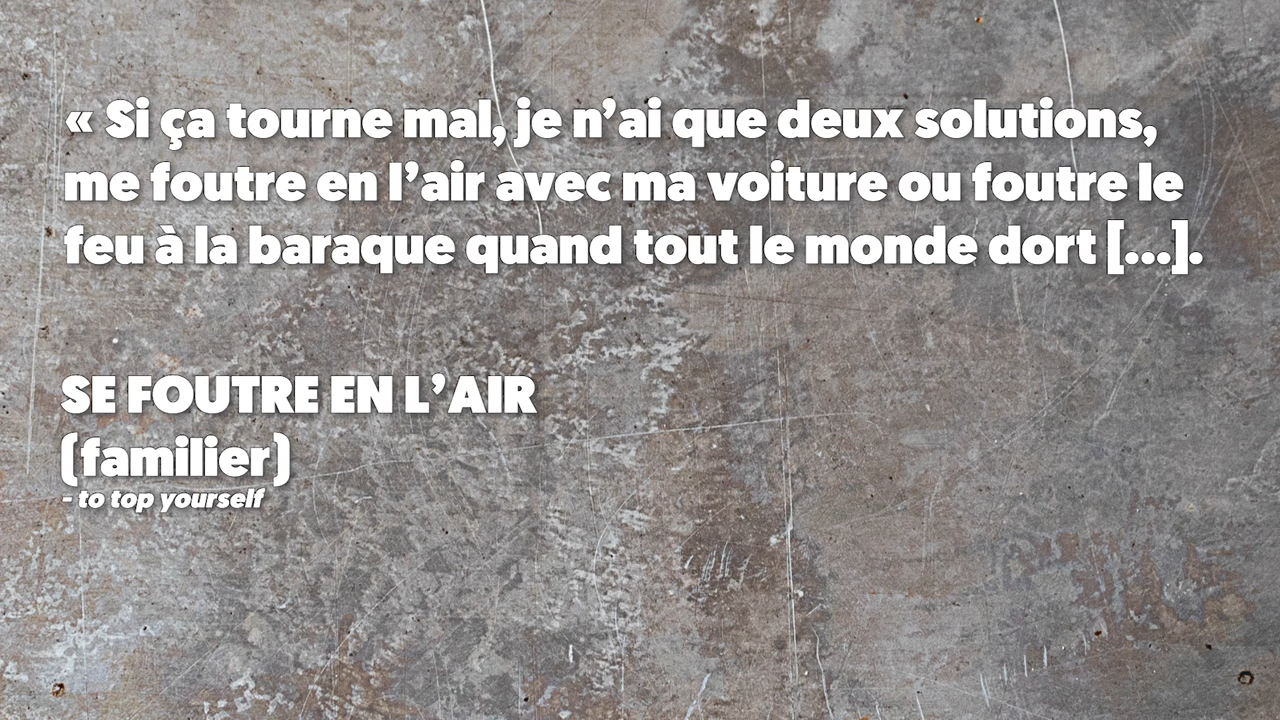 « Si ça tourne mal, je n’ai que deux solutions,
me foutre en l’air avec ma voiture ou foutre le
feu à la baraque quand tout le monde dort [...].
SE FOUTRE EN L’AIR
(familier)
- to top yourself